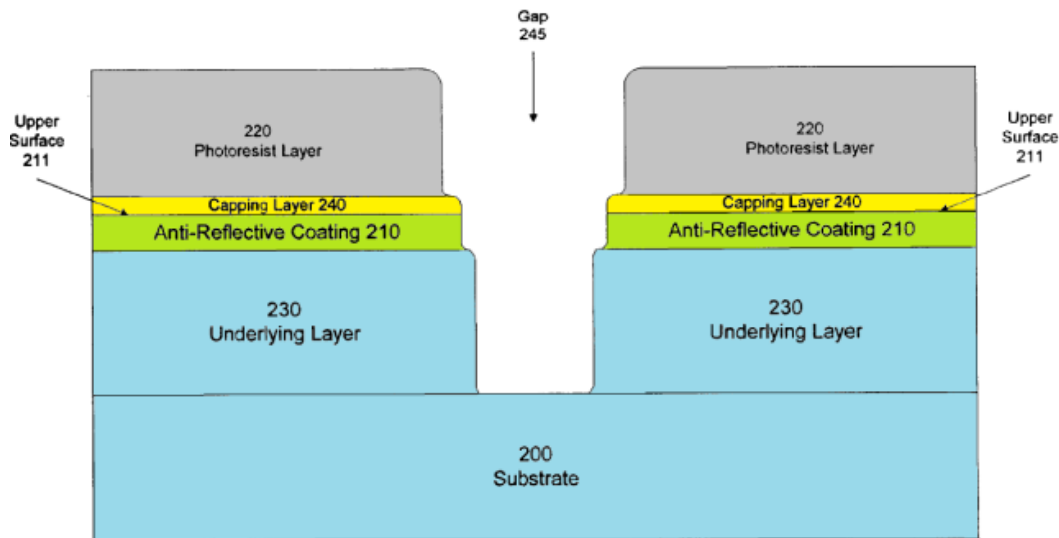 Gap
245
Upper
Surface
211
220
Photoresist Layer
220
Photoresist Layer
Upper
Surface
211
Capping Layer 240
Capping Layer 240
Anti-Reflective Coating 210
Anti-Reflective Coating 210
230
Underlying Layer
230
Underlying Layer
200
Substrate